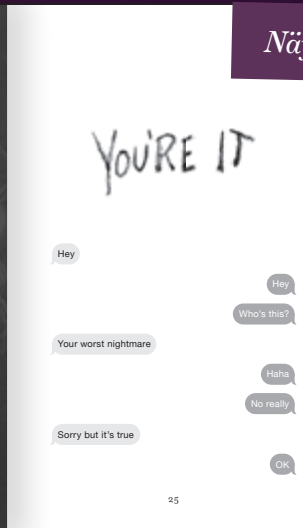 Näy
YOU'RE IT
Hey
Hey
Who's this?
Your worst nightmare
Haha
No really
Sorry but it's true
OK
25